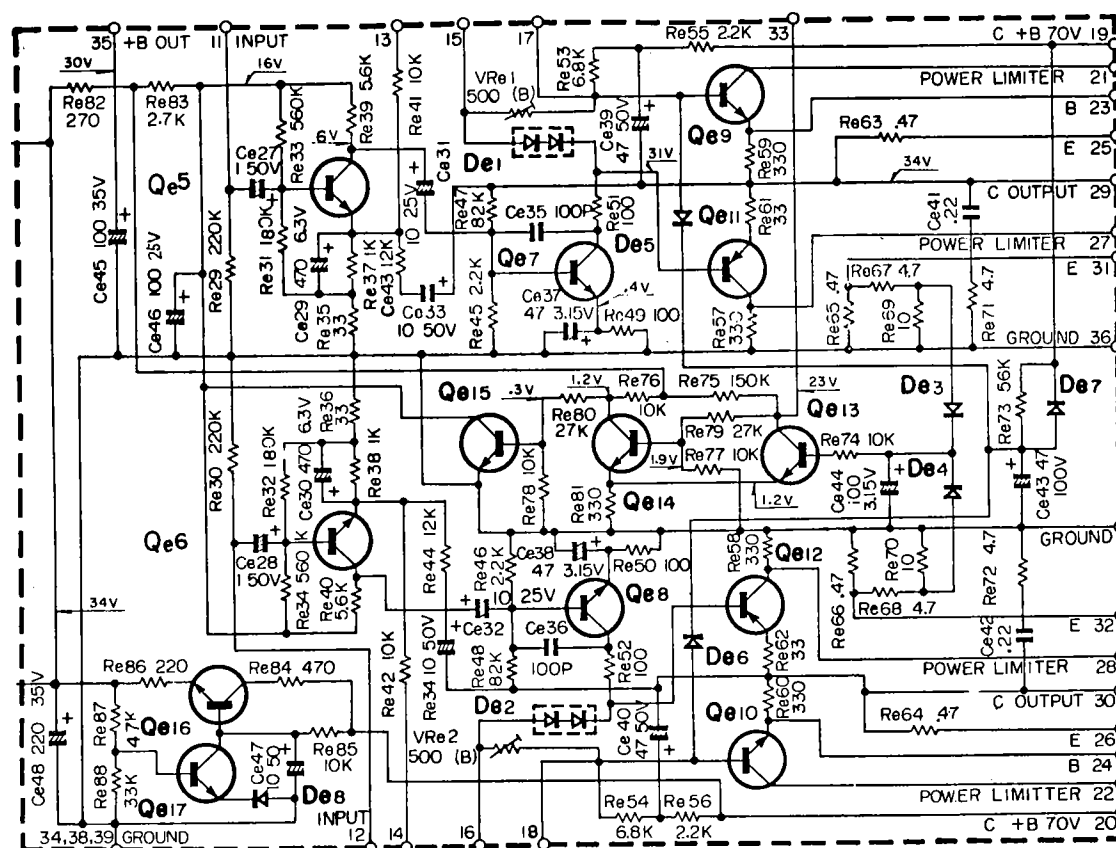 35 +B OUT
11 INPUT
13
15
17
33
C +B 70V 19
POWER LIMITER 21
B 23
E 25
C OUTPUT 29
POWER LIMITER 27
E 31
GROUND 36
GROUND
E 32
POWER LIMITER 28
C OUTPUT 30
E 26
B 24
POWER LIMITTER 22
C +B 70V 20
30V
16V
Re82
270
Re83
2.7K
Re33 560K
Re39 5.6K
Re41 10K
VRe1
500 (B)
Re53
6.8K
Re55 2.2K
Ce39
47 50V
Qe9
Re63 .47
Ce27
1 50V
.6V
Qe5
Ce31
10 25V
De1
31V
Re59
330
34V
Ce45 100 35V
Ce46 100 25V
Re29 220K
Re31 180K
Ce29 470 6.3V
Re35
33
Re37 1K
Ce43 12K
Ce33
10 50V
Re47
82K
Ce35 100P
Re51
100
Qe7
De5
Qe11
Re61
33
Ce41
.22
Re45 2.2K
Ce37
47 3.15V
.4V
Re49 100
Re57
330
Re67 4.7
Re65 .47
Re69
10
Re71 4.7
Re36
33
Qe15
.3V
1.2V
Re76
10K
Re75 150K
23V
Qe13
De3
De7
Re80
27K
Re79 27K
Re77 10K
1.9V
Re74 10K
Re73 56K
Re30 220K
Re32 180K
Ce30 470 6.3V
Re38 1K
Re78 10K
Re81
330
Qe14
1.2V
Ce44
100
3.15V
De4
Ce43 47
100V
Qe6
Ce28
1 50V
Re34 560K
Re40
5.6K
Re44 12K
Re46
2.2K
Ce38
47 3.15V
Re50 100
Re58
330
Qe12
Re70
10
Re72 4.7
10 25V
Ce32
Qe8
Re66 .47
Re68 4.7
34V
Ce36
100P
Re48
82K
Re52
100
De6
Re62
33
Ce42
.22
Re42 10K
Re34 10 50V
De2
Re60
330
Re64 .47
Re86 220
Re84 470
35V
Ce48 220
Re87
4.7K
Re88
33K
Qe16
Qe17
Ce47
10 50
Re85
10K
De8
VRe2
500 (B)
Ce40
47 50V
Qe10
Re54
6.8K
Re56
2.2K
34,38,39 GROUND
INPUT
12
14
16
18